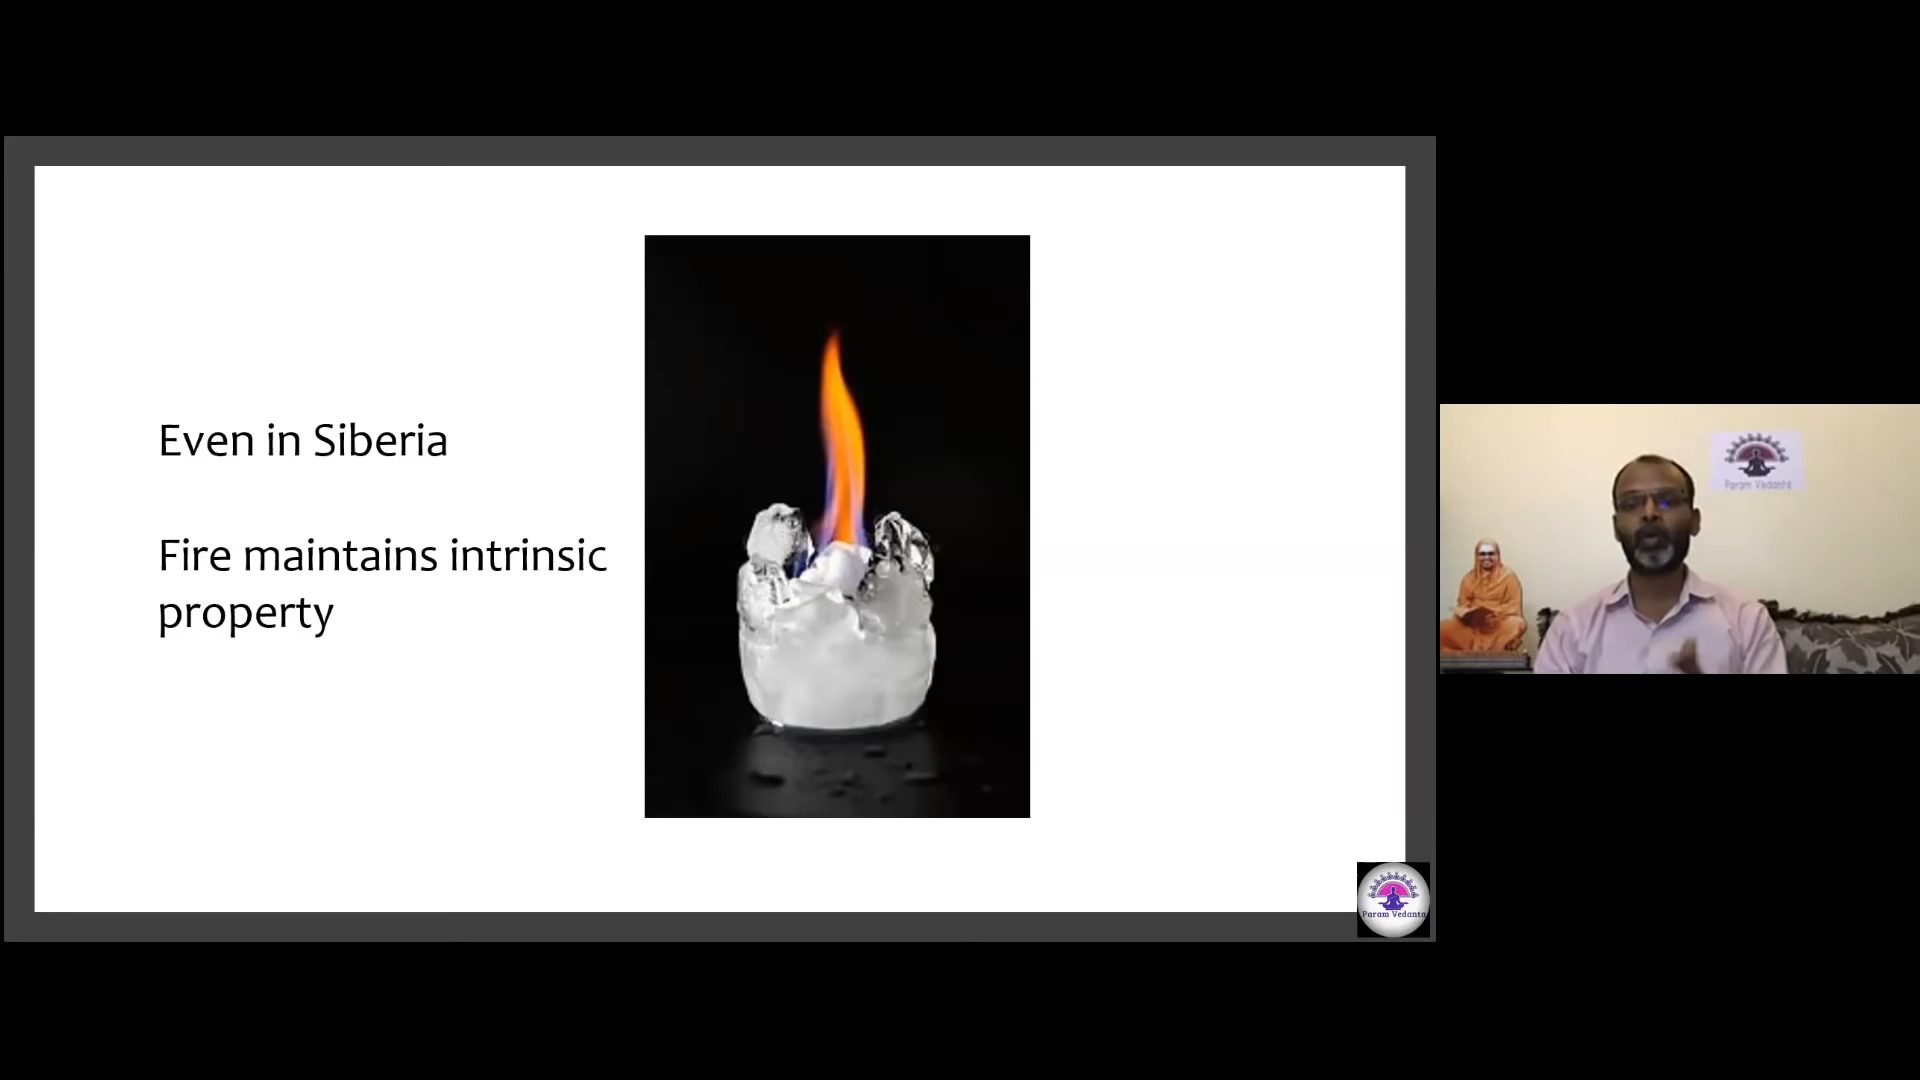 Even in Siberia
Fire maintains intrinsic
property
Param Vedanta
Param Vedanta